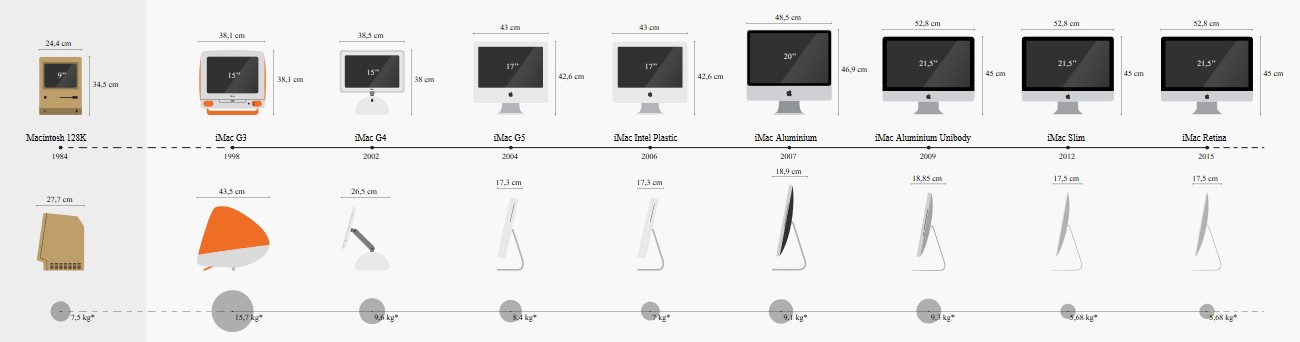 24,4 cm
38,1 cm
38,5 cm
43 cm
43 cm
48,5 cm
52,8 cm
52,8 cm
52,8 cm
9’’
34,5 cm
15’’
38,1 cm
15’’
38 cm
17’’
42,6 cm
17’’
42,6 cm
20’’
46,9 cm
21,5’’
45 cm
21,5’’
45 cm
21,5’’
45 cm
Macintosh 128K
iMac G3
iMac G4
iMac G5
iMac Intel Plastic
iMac Aluminium
iMac Aluminium Unibody
iMac Slim
iMac Retina
1984
1998
2002
2004
2006
2007
2009
2012
2015
27,7 cm
43,5 cm
26,5 cm
17,3 cm
17,3 cm
18,9 cm
18,85 cm
17,5 cm
17,5 cm
7,5 kg*
15,7 kg*
9,6 kg*
8,4 kg*
7 kg*
9,1 kg*
9,3 kg*
5,68 kg*
5,68 kg*